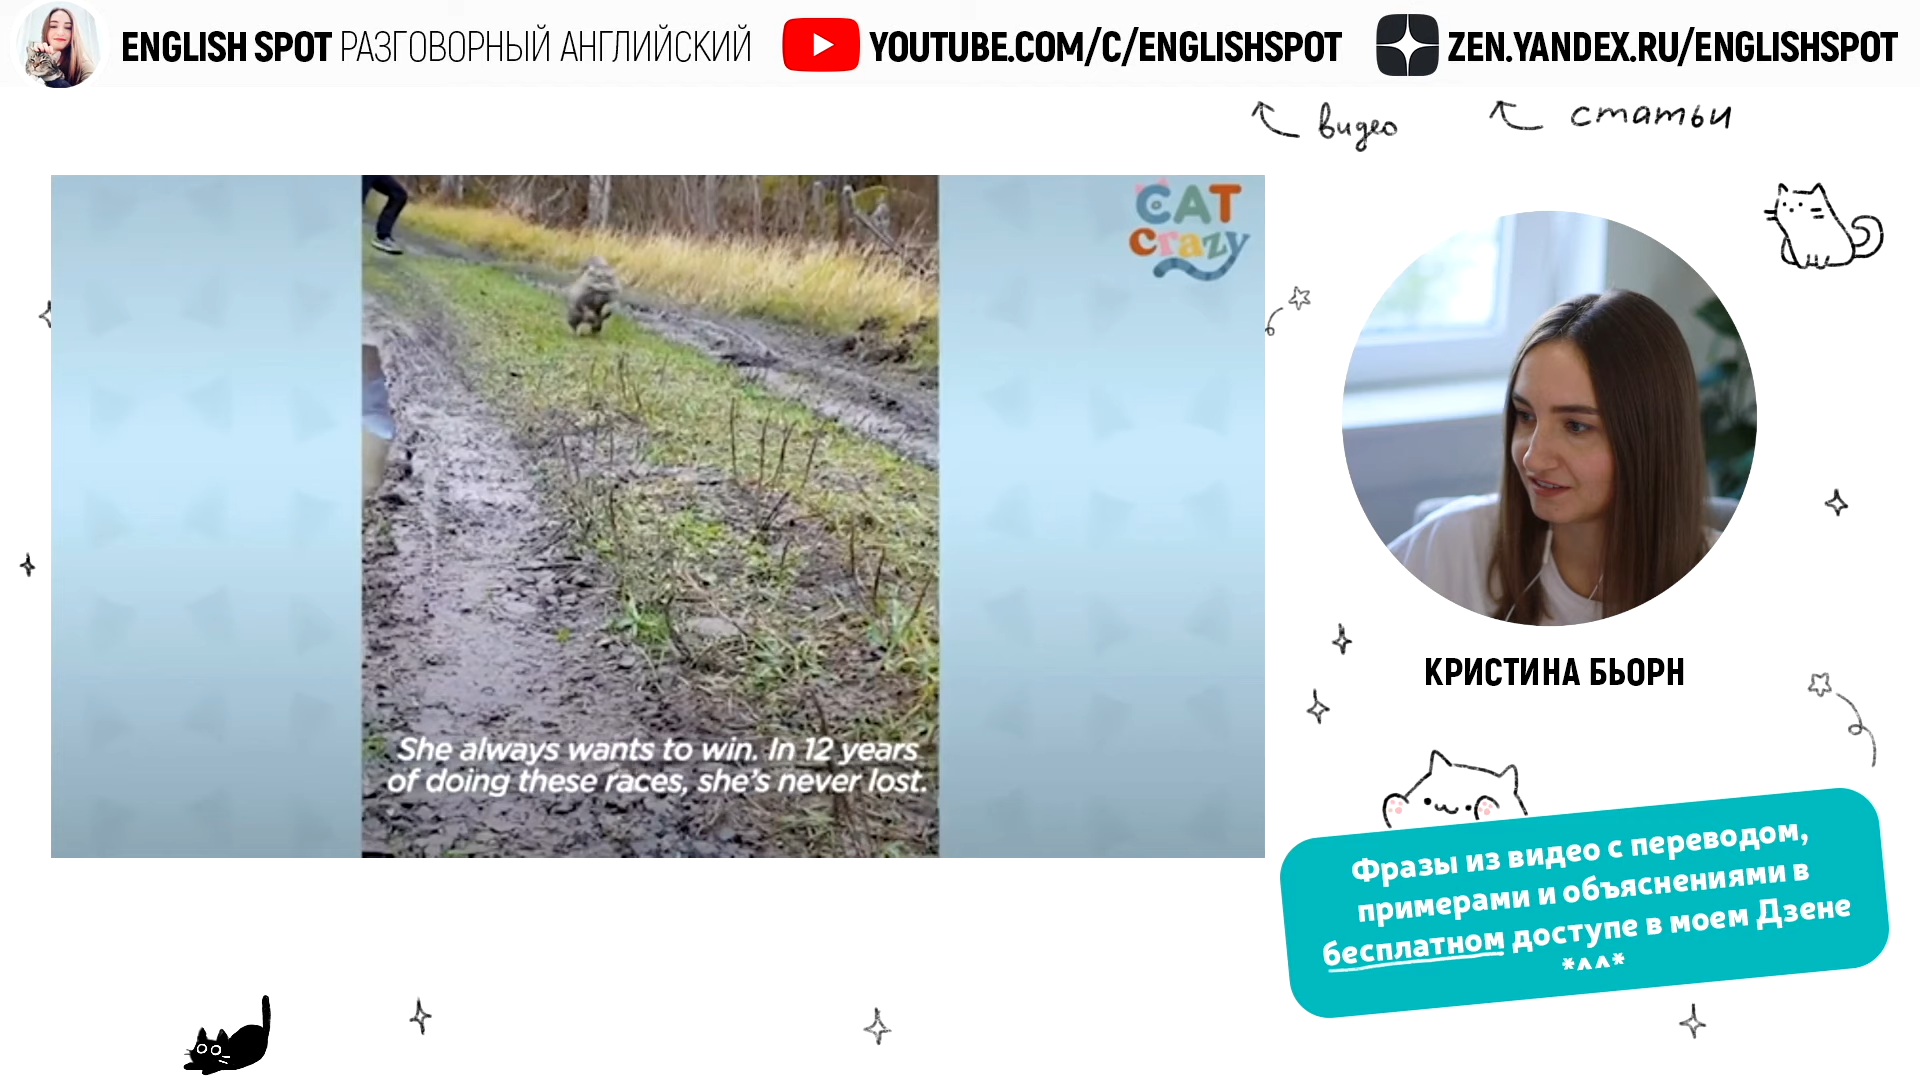 ENGLISH SPOT РАЗГОВОРНЫЙ АНГЛИЙСКИЙ
YOUTUBE.COM/C/ENGLISHSPOT
ZEN.YANDEX.RU/ENGLISHSPOT
видео
статьи
CAT
crazy
She always wants to win. In 12 years
of doing these races, she's never lost.
КРИСТИНА БЬОРН
Фразы из видео с переводом,
примерами и объяснениями в
бесплатном доступе в моем Дзене
*^^*